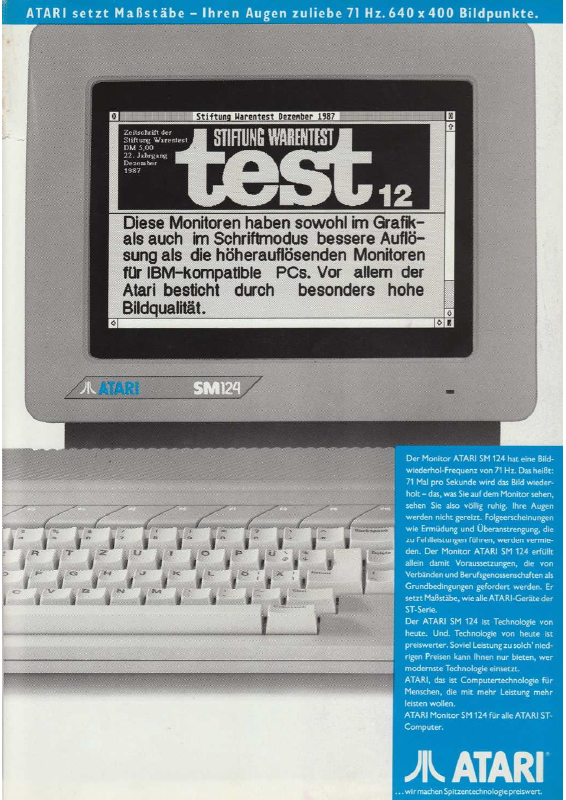 ATARI setzt Maßstäbe – Ihren Augen zuliebe 71 Hz. 640 x 400 Bildpunkte.
Stiftung Warentest Dezember 1987
Zeitschrift der
Stiftung Warentest
DM 5,00
22. Jahrgang
Dezember
1987
STIFTUNG WARENTEST
test 12
Diese Monitoren haben sowohl im Grafik-
als auch im Schriftmodus bessere Auflö-
sung als die höherauflösenden Monitoren
für IBM-kompatible PCs. Vor allem der
Atari besticht durch besonders hohe
Bildqualität.
ATARI SM124
Der Monitor ATARI SM 124 hat eine Bild-
wiederhol-Frequenz von 71 Hz. Das heißt:
71 Mal pro Sekunde wird das Bild wieder-
holt – das, was Sie auf dem Monitor sehen,
sehen Sie also völlig ruhig. Ihre Augen
werden nicht gereizt. Folgeerscheinungen
wie Ermüdung und Überanstrengung, die
zu Fehlleistungen führen, werden vermie-
den. Der Monitor ATARI SM 124 erfüllt
allein damit Voraussetzungen, die von
Verbänden und Berufsgenossenschaften als
Grundbedingungen gefordert werden. Er
setzt Maßstäbe, wie alle ATARI-Geräte der
ST-Serie.
Der ATARI SM 124 ist Technologie von
heute. Und. Technologie von heute ist
preiswerter. Soviel Leistung zu solch' nied-
rigen Preisen kann Ihnen nur bieten, wer
modernste Technologie einsetzt.
ATARI, das ist Computertechnologie für
Menschen, die mit mehr Leistung mehr
leisten wollen.
ATARI Monitor SM 124 für alle ATARI ST-
Computer.
R T Z U I O P Ü
F G H J K L Ö Ä
C V B N M
ATARI®
...wir machen Spitzentechnologie preiswert.